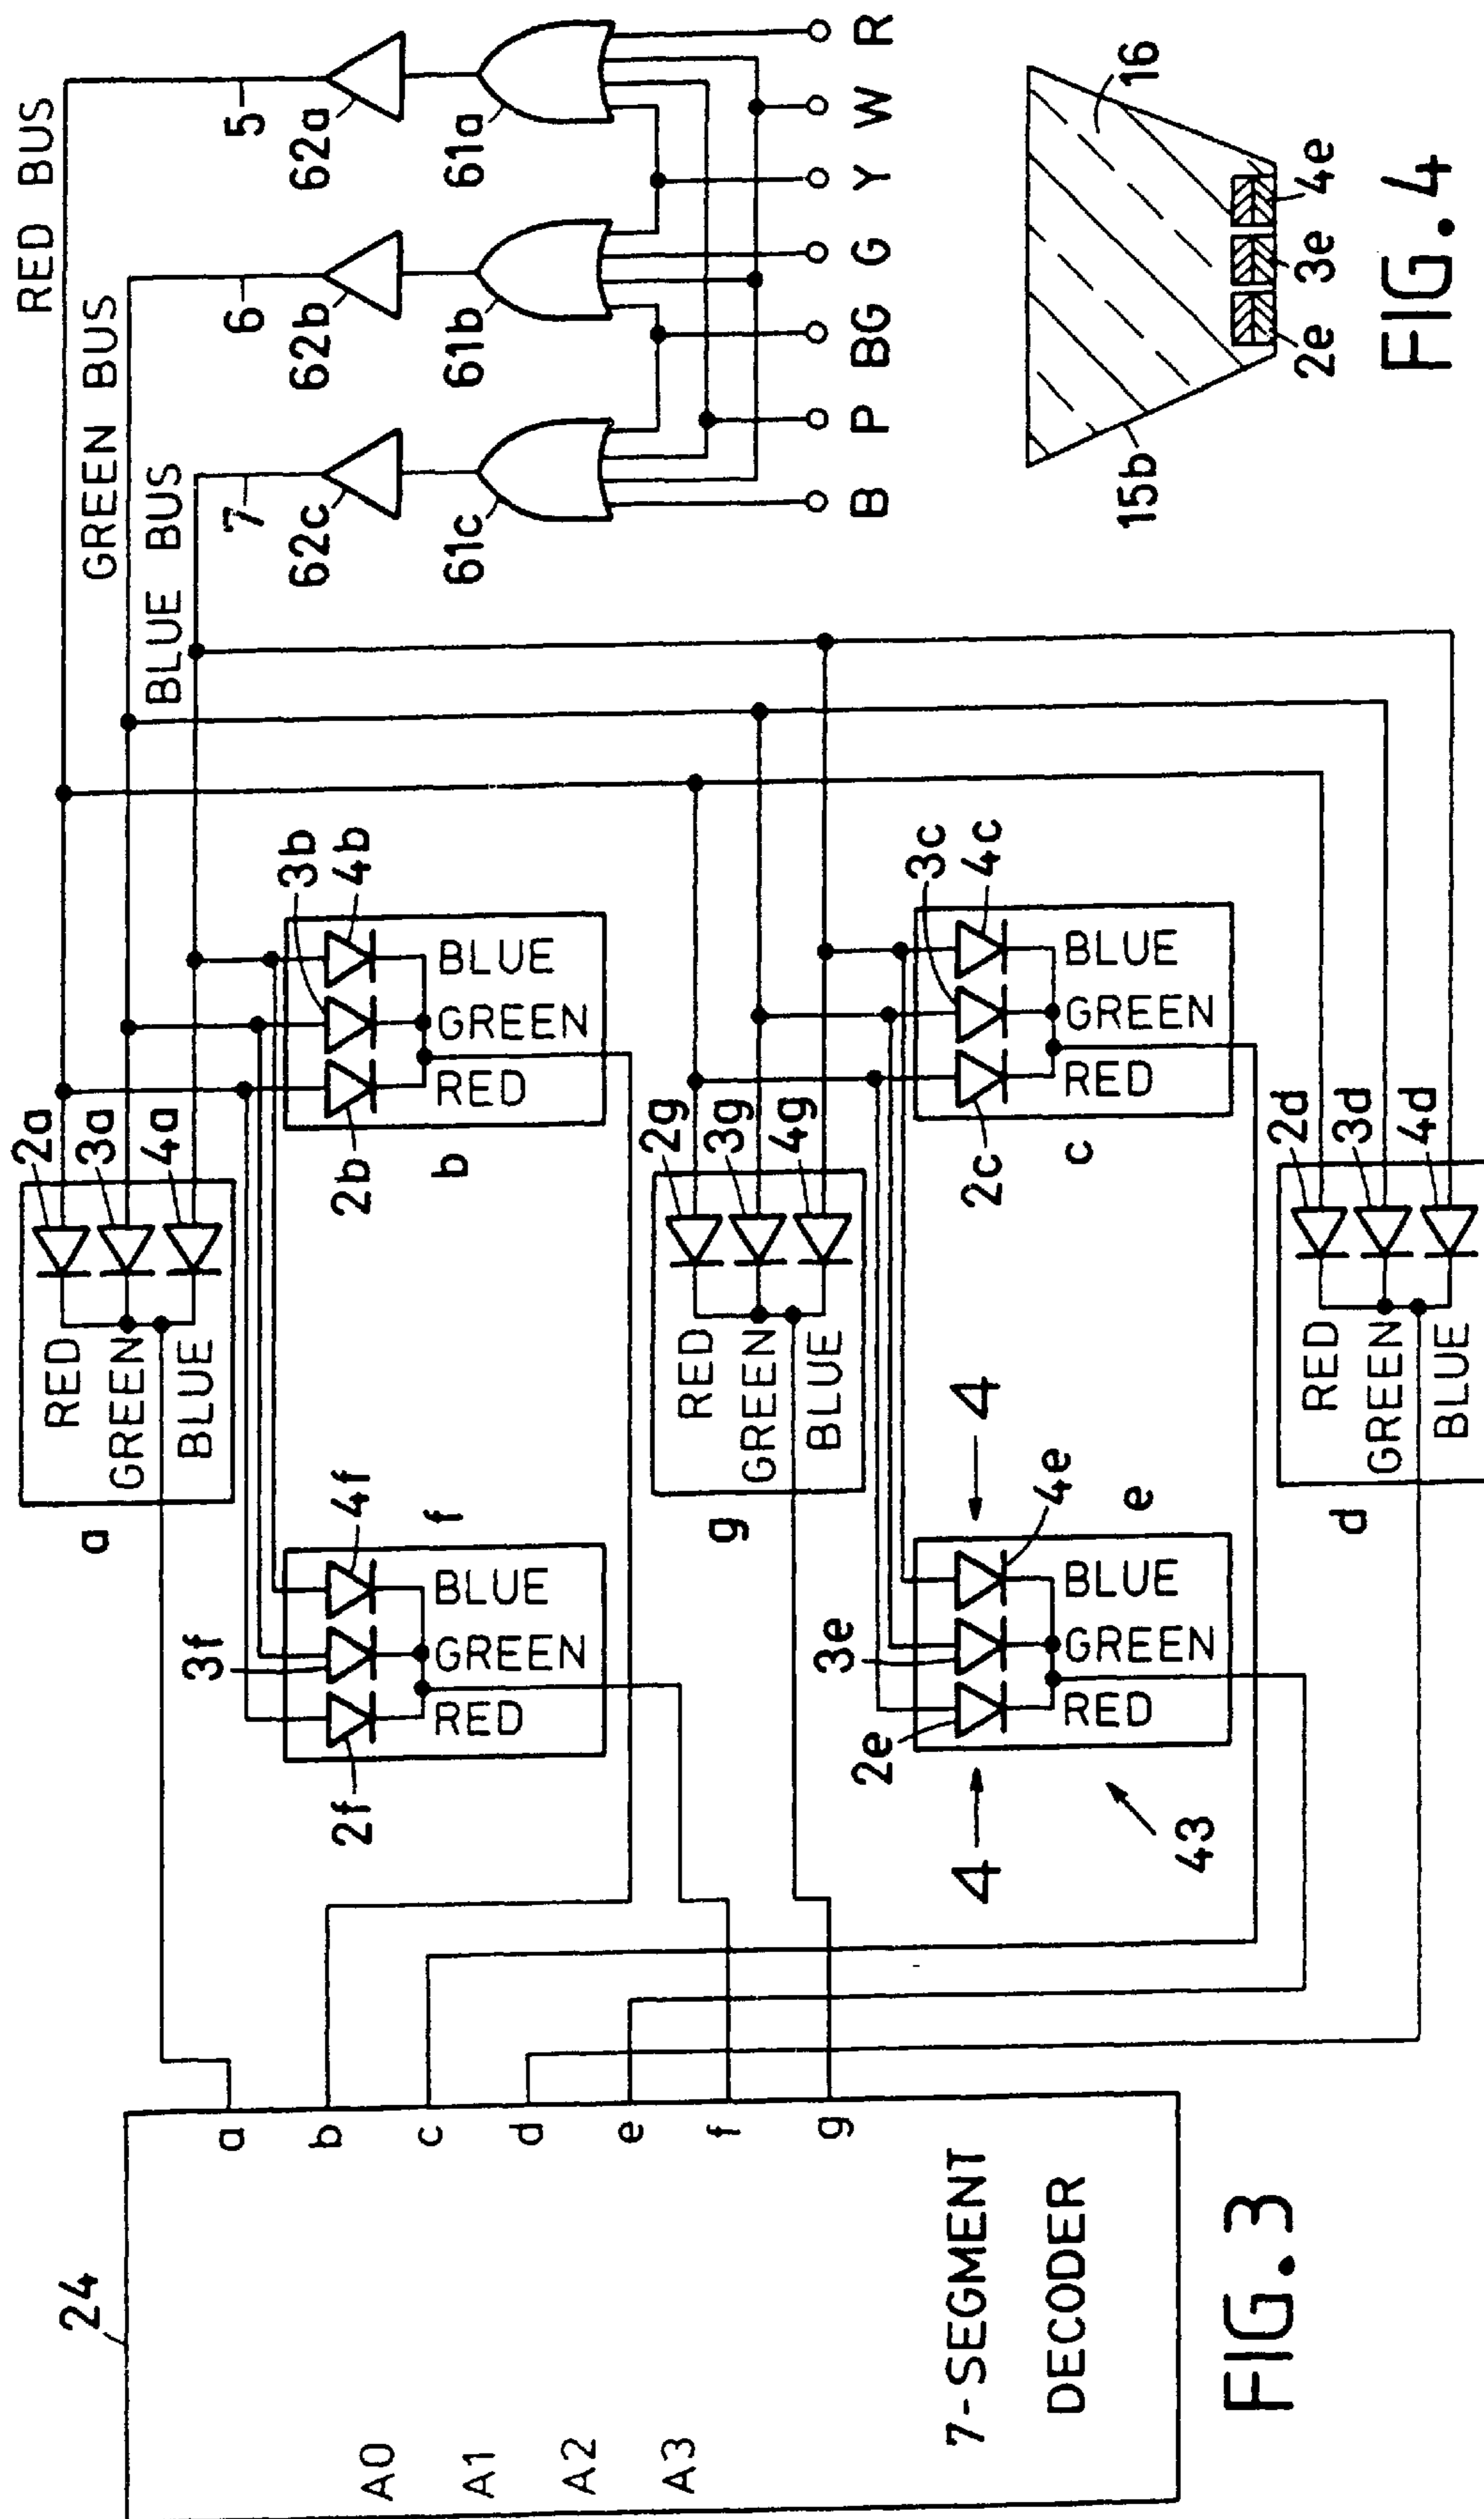 24
A0
A1
A2
A3
7-SEGMENT
DECODER
a
b
c
d
e
f
g
FIG.3
a
RED
GREEN
BLUE
2a
3a
4a
f
2f
3f
4f
RED
GREEN
BLUE
b
2b
3b
4b
RED
GREEN
BLUE
g
RED
GREEN
BLUE
2g
3g
4g
e
2e
3e
4e
RED
GREEN
BLUE
4
4
43
c
2c
3c
4c
RED
GREEN
BLUE
d
RED
GREEN
BLUE
2d
3d
4d
RED BUS
GREEN BUS
BLUE BUS
5
6
7
62a
62b
62c
61a
61b
61c
B
P
BG
G
Y
W
R
15b
16
2e
3e
4e
FIG.4